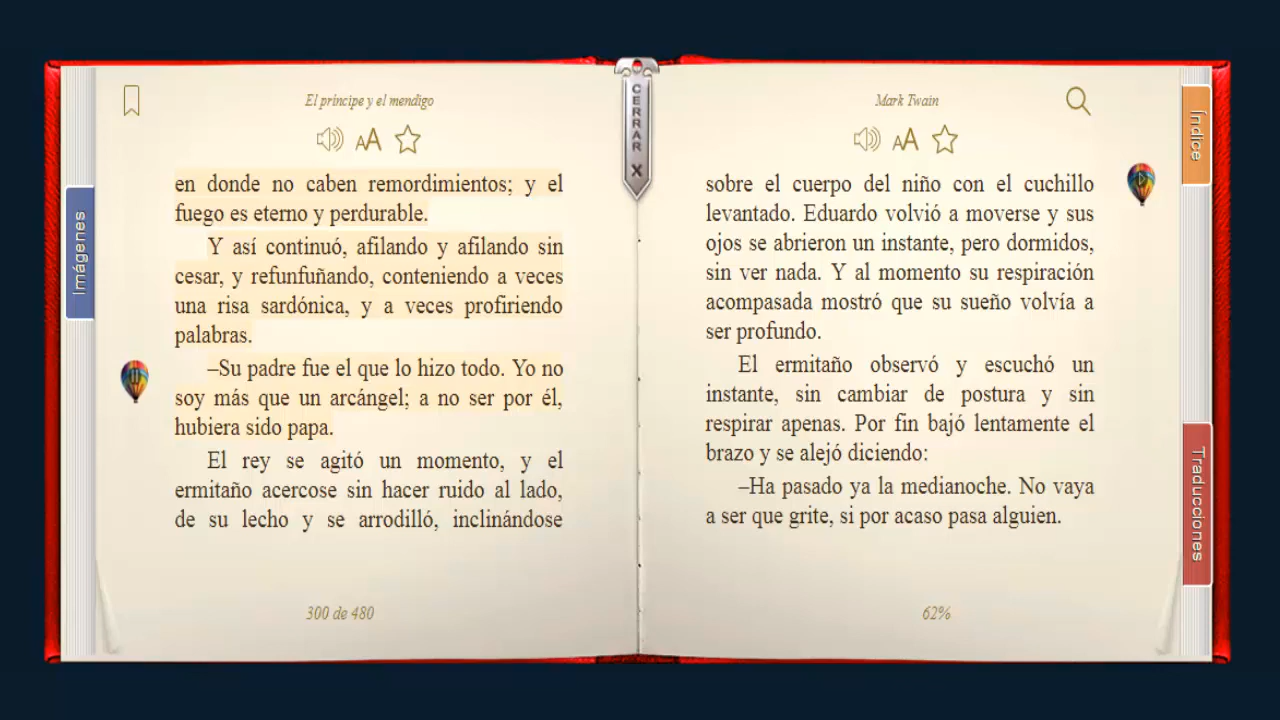 El príncipe y el mendigo
AA
en donde no caben remordimientos; y el
fuego es eterno y perdurable.
Y así continuó, afilando y afilando sin
cesar, y refunfuñando, conteniendo a veces
una risa sardónica, y a veces profiriendo
palabras.
–Su padre fue el que lo hizo todo. Yo no
soy más que un arcángel; a no ser por él,
hubiera sido papa.
El rey se agitó un momento, y el
ermitaño acercose sin hacer ruido al lado,
de su lecho y se arrodilló, inclinándose
300 de 480
Imágenes
CERRAR X
Mark Twain
AA
sobre el cuerpo del niño con el cuchillo
levantado. Eduardo volvió a moverse y sus
ojos se abrieron un instante, pero dormidos,
sin ver nada. Y al momento su respiración
acompasada mostró que su sueño volvía a
ser profundo.
El ermitaño observó y escuchó un
instante, sin cambiar de postura y sin
respirar apenas. Por fin bajó lentamente el
brazo y se alejó diciendo:
–Ha pasado ya la medianoche. No vaya
a ser que grite, si por acaso pasa alguien.
62%
Índice
Traducciones